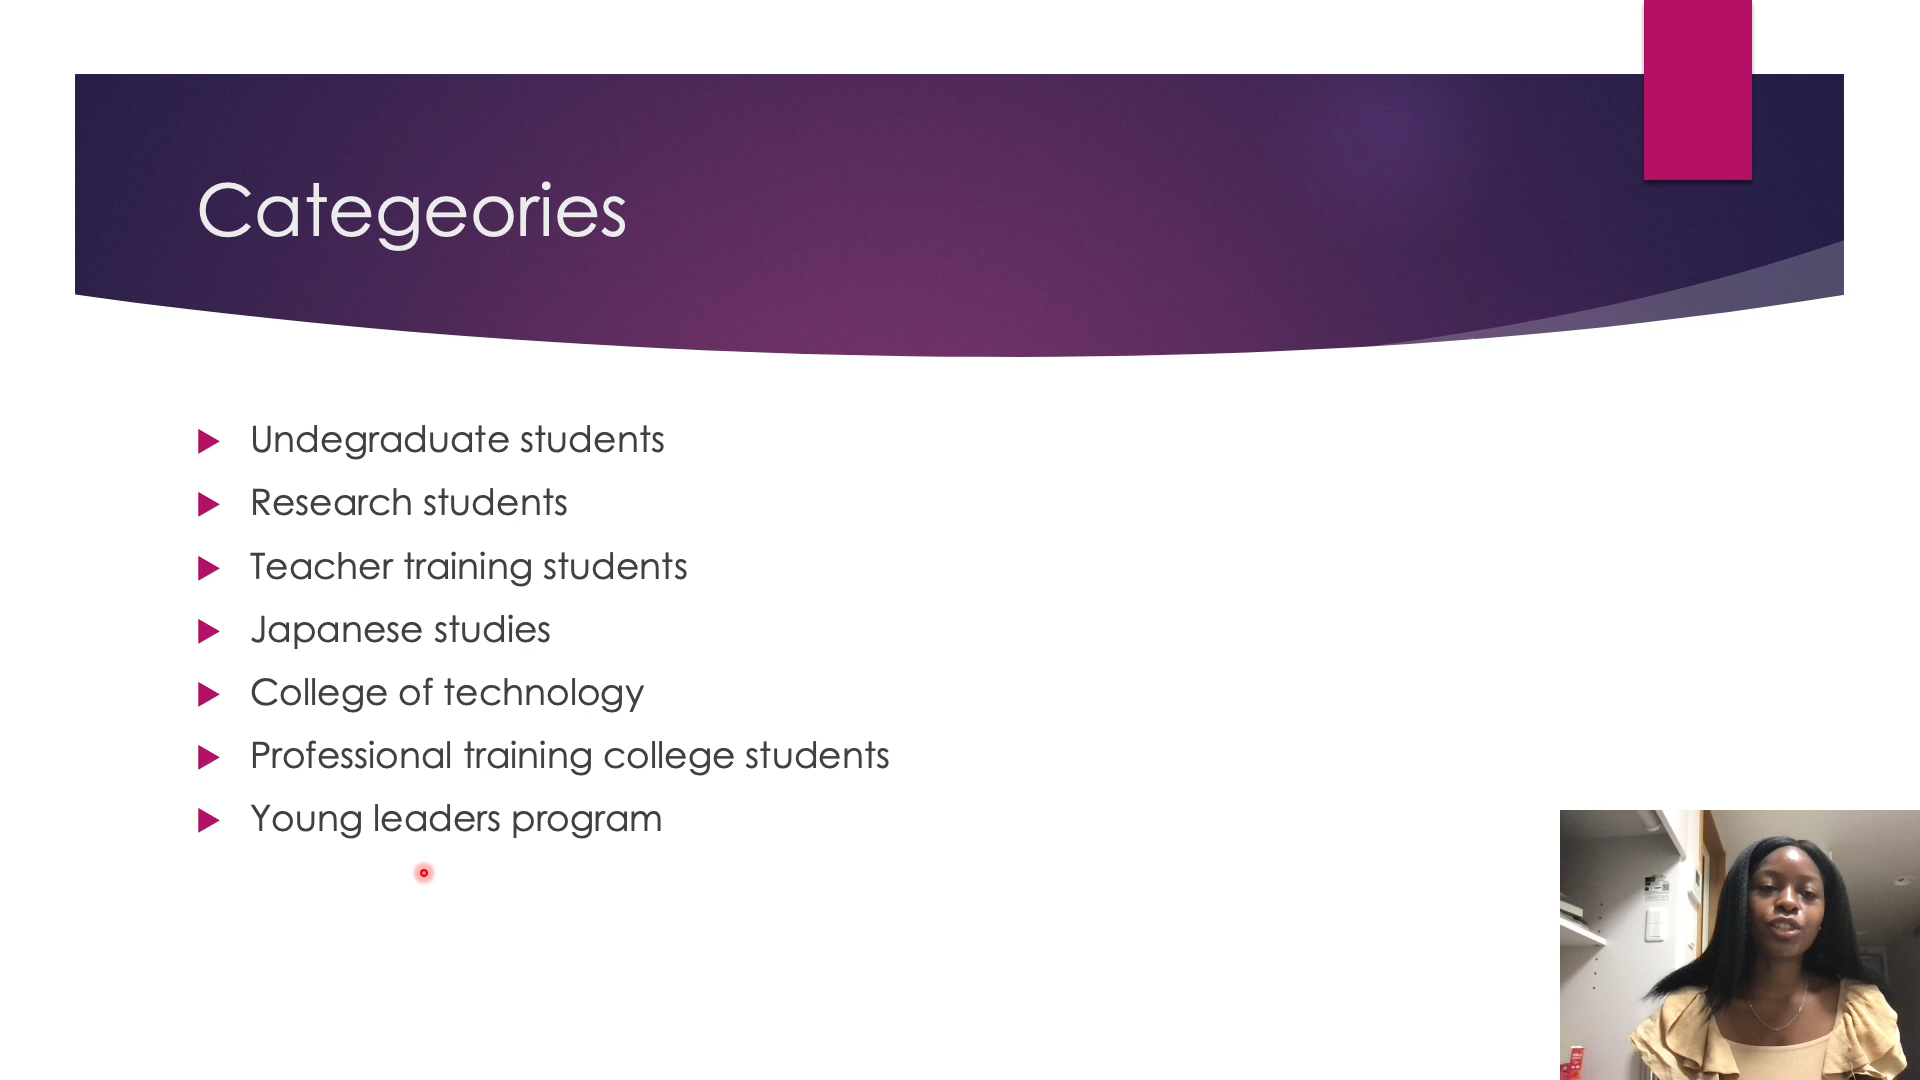 Categeories
Undegraduate students
Research students
Teacher training students
Japanese studies
College of technology
Professional training college students
Young leaders program